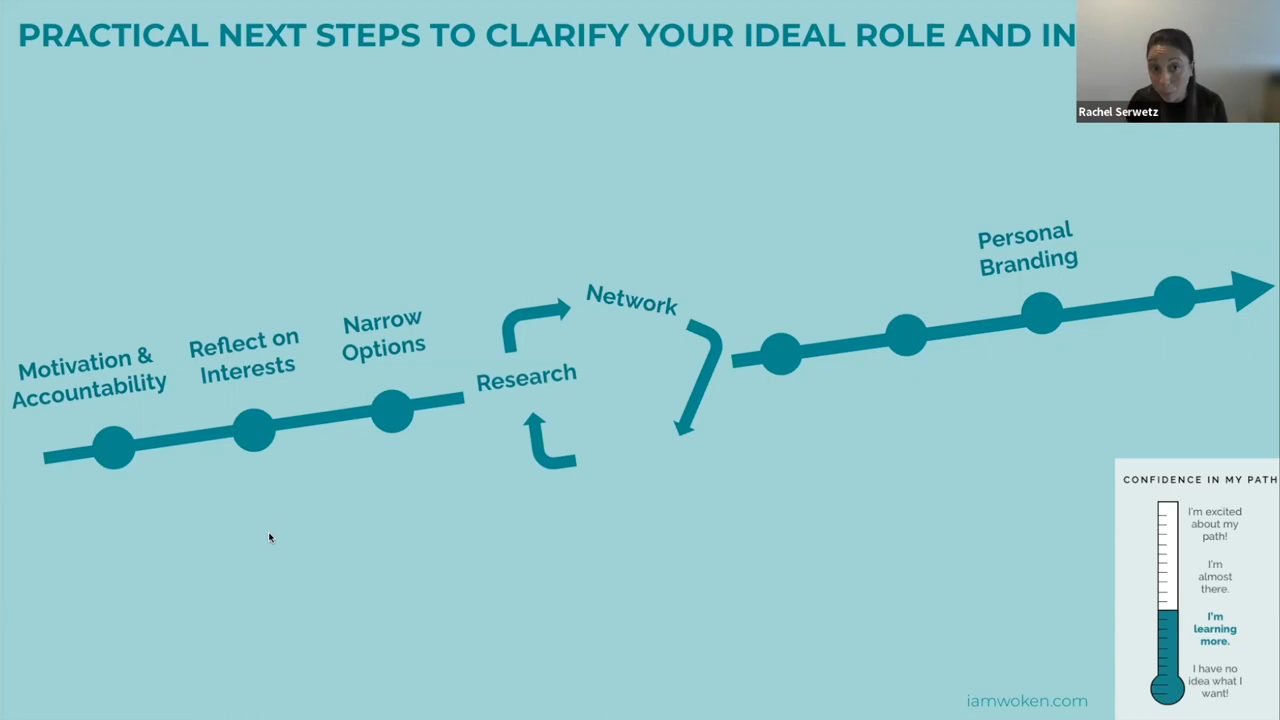 PRACTICAL NEXT STEPS TO CLARIFY YOUR IDEAL ROLE AND IN
Rachel Serwetz
Motivation &
Accountability
Reflect on
Interests
Narrow
Options
Research
Network
Personal
Branding
CONFIDENCE IN MY PATH
I'm excited
about my
path!
I'm
almost
there.
I'm
learning
more.
I have no
idea what I
want!
iamwoken.com